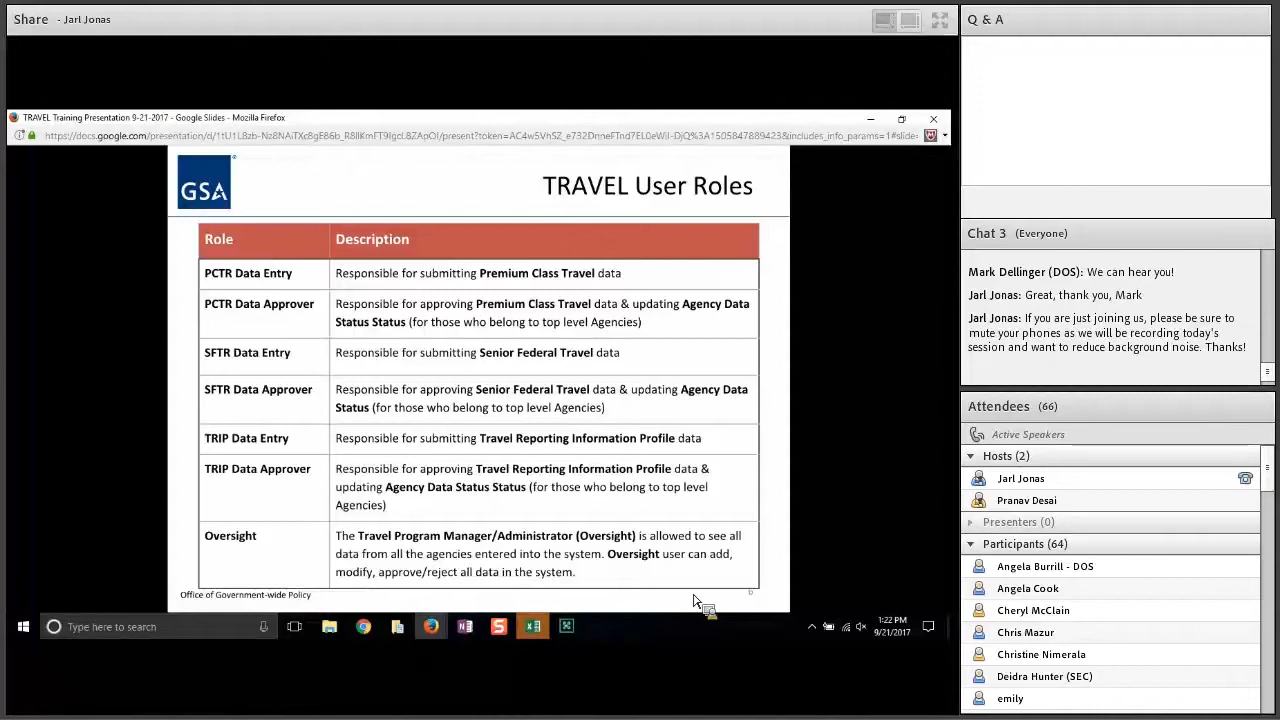 Share - Jarl Jonas
TRAVEL Training Presentation 9-21-2017 - Google Slides - Mozilla Firefox
GSA
TRAVEL User Roles
Role Description
PCTR Data Entry Responsible for submitting Premium Class Travel data
PCTR Data Approver Responsible for approving Premium Class Travel data & updating Agency Data
Status Status (for those who belong to top level Agencies)
SFTR Data Entry Responsible for submitting Senior Federal Travel data
SFTR Data Approver Responsible for approving Senior Federal Travel data & updating Agency Data
Status (for those who belong to top level Agencies)
TRIP Data Entry Responsible for submitting Travel Reporting Information Profile data
TRIP Data Approver Responsible for approving Travel Reporting Information Profile data &
updating Agency Data Status Status (for those who belong to top level
Agencies)
Oversight The Travel Program Manager/Administrator (Oversight) is allowed to see all
data from all the agencies entered into the system. Oversight user can add,
modify, approve/reject all data in the system.
Office of Government-wide Policy 6
Type here to search
1:22 PM
9/21/2017
Q & A
Chat 3 (Everyone)
Mark Dellinger (DOS): We can hear you!
Jarl Jonas: Great, thank you, Mark
Jarl Jonas: If you are just joining us, please be sure to
mute your phones as we will be recording today's
session and want to reduce background noise. Thanks!
Attendees (66)
Active Speakers
Hosts (2)
Jarl Jonas
Pranav Desai
Presenters (0)
Participants (64)
Angela Burrill - DOS
Angela Cook
Cheryl McClain
Chris Mazur
Christine Nimerala
Deidra Hunter (SEC)
emily